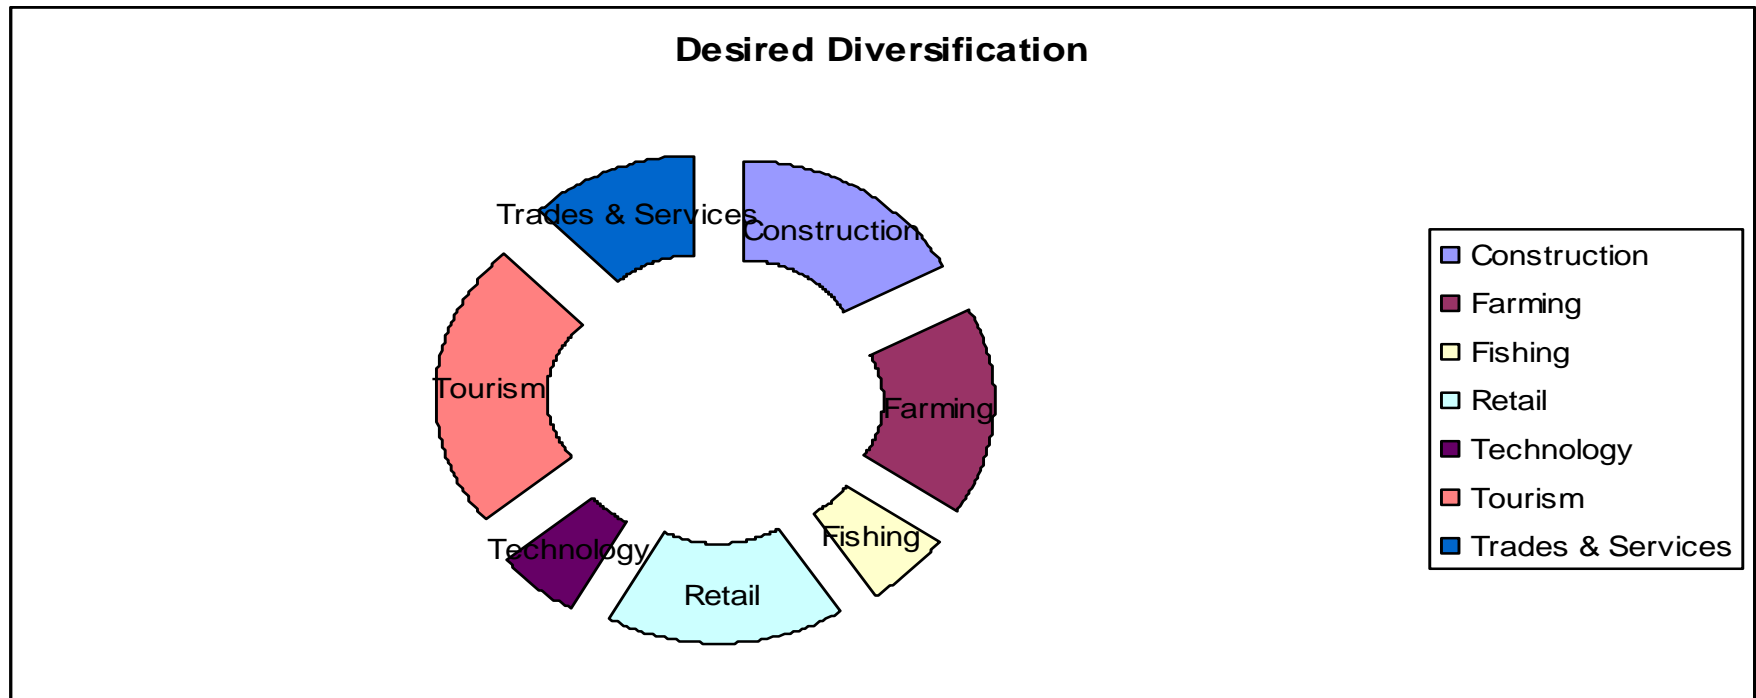 Desired Diversification
Trades & Services
Construction
Tourism
Farming
Technology
Fishing
Retail
Construction
Farming
Fishing
Retail
Technology
Tourism
Trades & Services